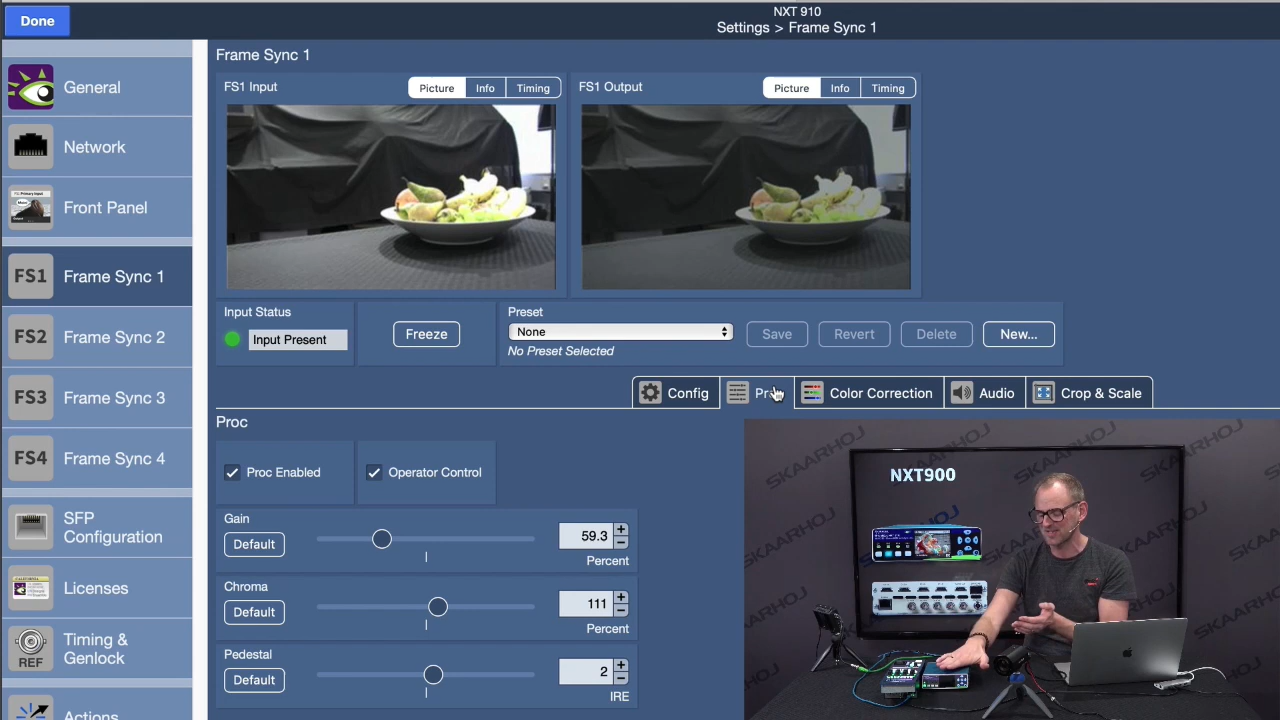 Done
NXT 910
Settings > Frame Sync 1
General
Network
Front Panel
FS1 Frame Sync 1
FS2 Frame Sync 2
FS3 Frame Sync 3
FS4 Frame Sync 4
SFP
Configuration
Licenses
Timing &
Genlock
REF
Actions
Frame Sync 1
FS1 Input
Picture Info Timing
FS1 Output
Picture Info Timing
Input Status
Input Present
Freeze
Preset
None
No Preset Selected
Save Revert Delete New...
Config
Color Correction
Audio
Crop & Scale
Proc
Proc Enabled
Operator Control
Gain
Default
59.3
Percent
Chroma
Default
111
Percent
Pedestal
Default
2
IRE
NXT900
SKAARHOJ
SKAARHOJ
SKAARHOJ
SKAARHOJ